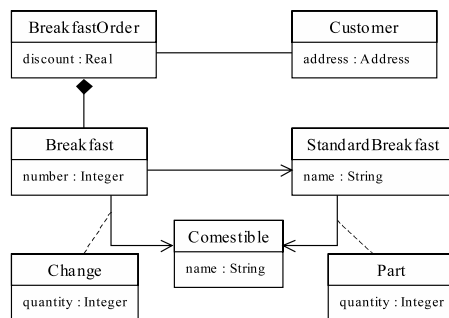 BreakfastOrder
discount : Real
Customer
address : Address
Breakfast
number : Integer
StandardBreakfast
name : String
Comestible
name : String
Change
quantity : Integer
Part
quantity : Integer